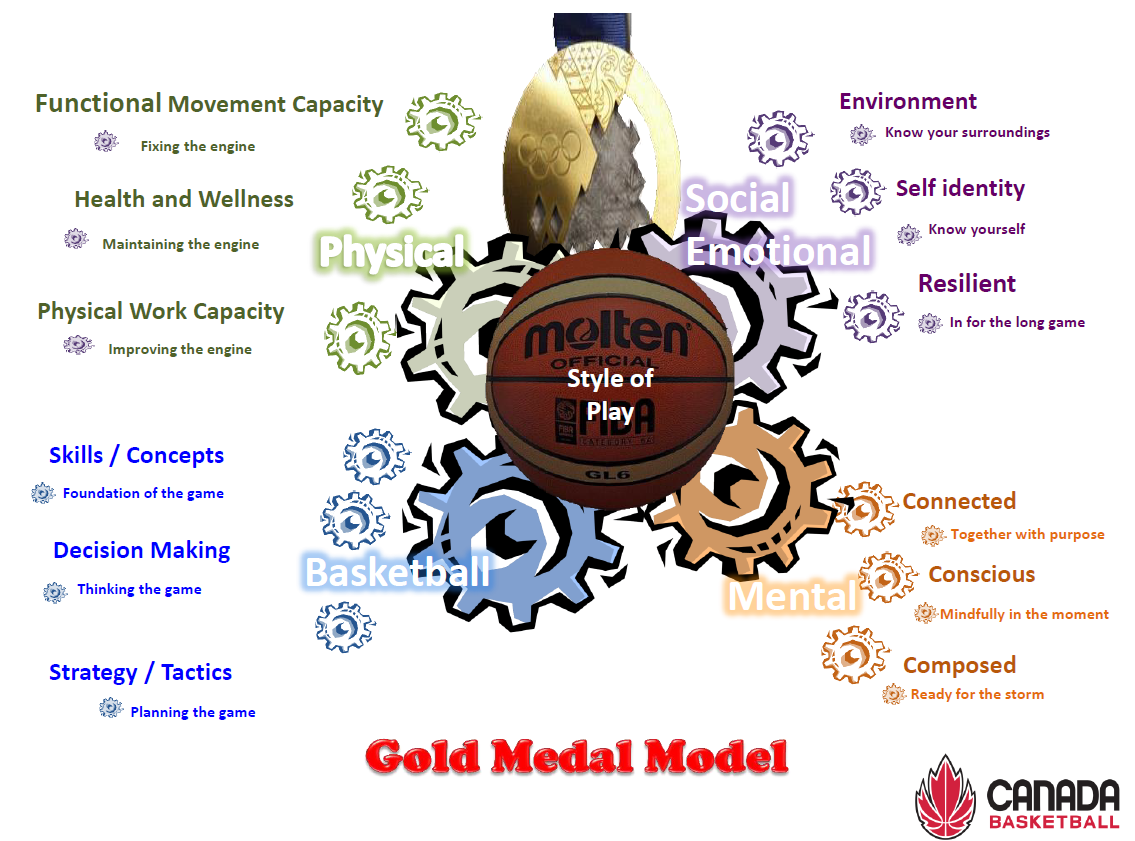 Functional Movement Capacity
Fixing the engine
Health and Wellness
Maintaining the engine
Physical
Physical Work Capacity
Improving the engine
Environment
Know your surroundings
Social
Emotional
Self identity
Know yourself
Resilient
In for the long game
molten
OFFICIAL
Style of
Play
FIBA
GL6
Skills / Concepts
Foundation of the game
Decision Making
Thinking the game
Basketball
Strategy / Tactics
Planning the game
Connected
Together with purpose
Conscious
Mindfully in the moment
Mental
Composed
Ready for the storm
Gold Medal Model
CANADA
BASKETBALL